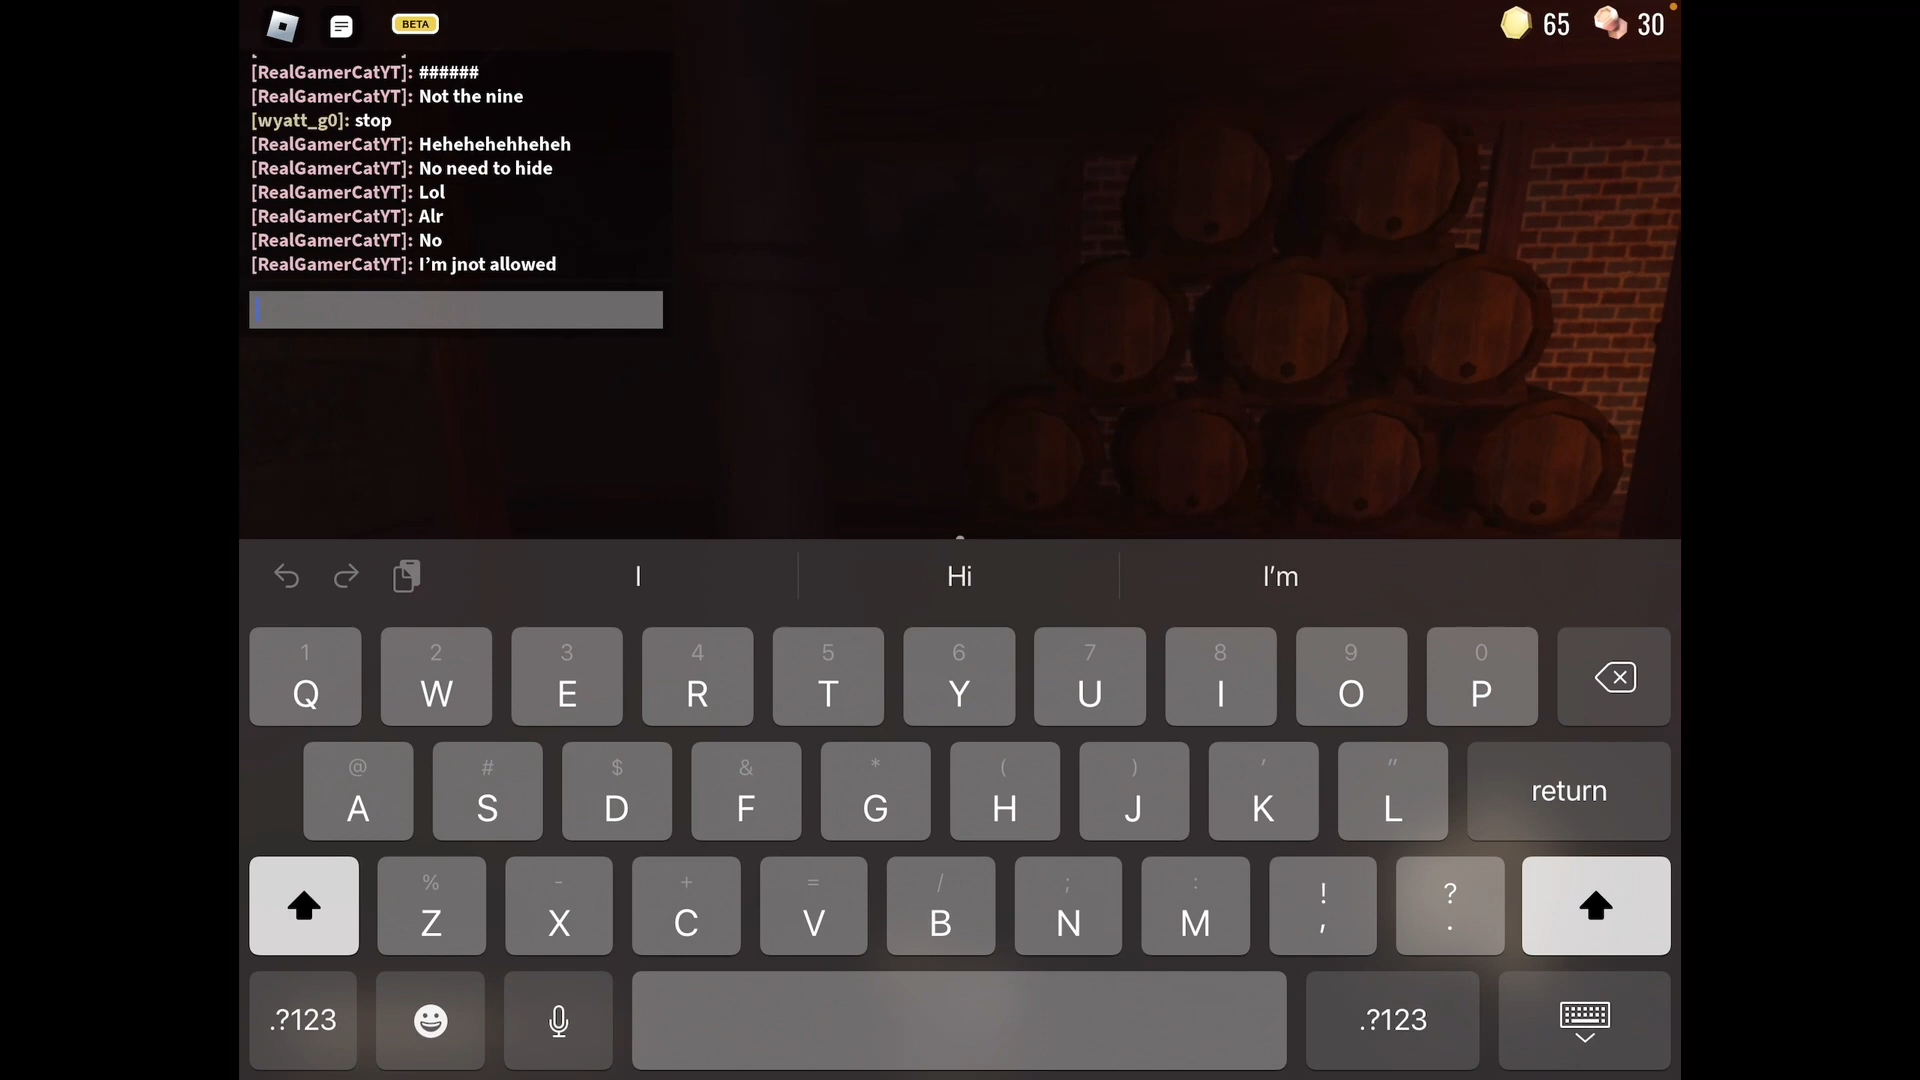 BETA
65
30
[RealGamerCatYT]: ######
[RealGamerCatYT]: Not the nine
[wyatt_g0]: stop
[RealGamerCatYT]: Hehehehehheheh
[RealGamerCatYT]: No need to hide
[RealGamerCatYT]: Lol
[RealGamerCatYT]: Alr
[RealGamerCatYT]: No
[RealGamerCatYT]: I’m jnot allowed
I Hi I’m
1 2 3 4 5 6 7 8 9 0
Q W E R T Y U I O P
@ # $ & * ( ) ’ ”
A S D F G H J K L return
% - + = / ; : ! ?
Z X C V B N M , .
.?123 .?123